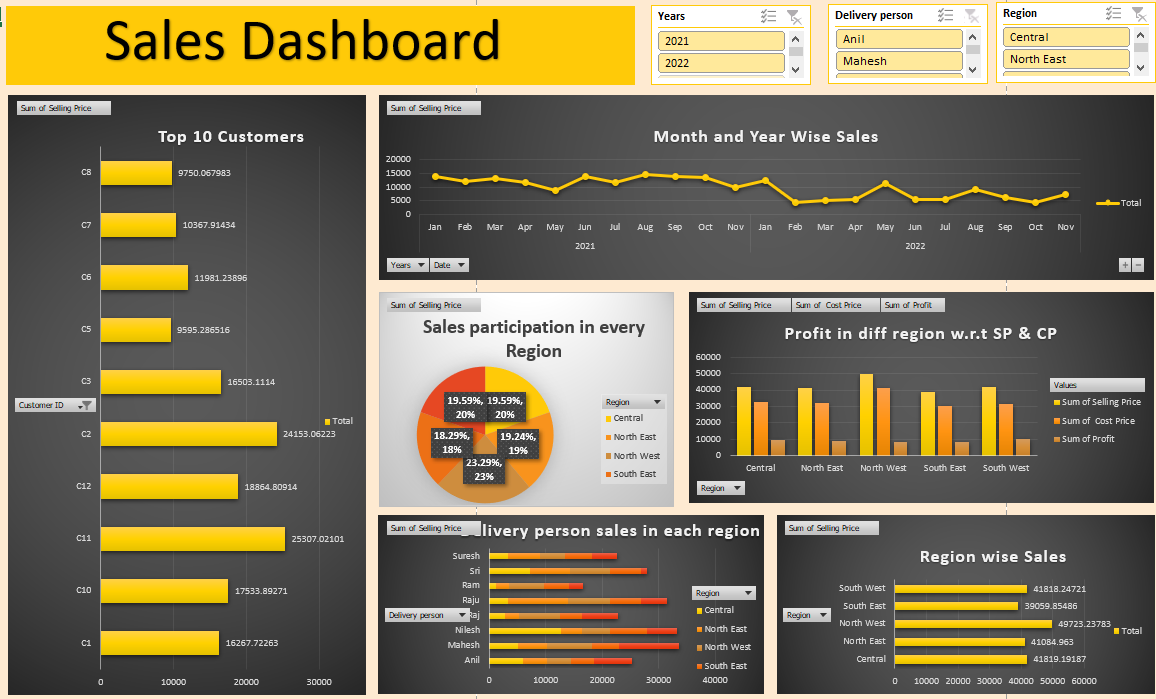 Sales Dashboard
Years
2021
2022
Delivery person
Anil
Mahesh
Region
Central
North East
Sum of Selling Price
Top 10 Customers
C8
9750.067983
C7
10367.91434
C6
11981.23896
C5
9595.286516
C3
16503.1114
Customer ID
C2
24153.06223
Total
C12
18864.80914
C11
25307.02101
C10
17533.89271
C1
16267.72263
0 10000 20000 30000
Sum of Selling Price
Month and Year Wise Sales
20000
15000
10000
5000
0
Jan Feb Mar Apr May Jun Jul Aug Sep Oct Nov Jan Feb Mar Apr May Jun Jul Aug Sep Oct Nov
2021 2022
Total
Years Date
Sum of Selling Price
Sales participation in every
Region
19.59%, 20%
19.59%, 20%
18.29%, 18%
19.24%, 19%
23.29%, 23%
Region
Central
North East
North West
South East
Sum of Selling Price Sum of Cost Price Sum of Profit
Profit in diff region w.r.t SP & CP
60000
50000
40000
30000
20000
10000
0
Central North East North West South East South West
Values
Sum of Selling Price
Sum of Cost Price
Sum of Profit
Region
Sum of Selling Price
elivery person sales in each region
Suresh
Sri
Ram
Raju
Delivery person
Raj
Nilesh
Mahesh
Anil
0 10000 20000 30000 40000
Region
Central
North East
North West
South East
Sum of Selling Price
Region wise Sales
South West 41818.24721
South East 39059.85486
North West 49723.23783
North East 41084.963
Central 41819.19187
Region
Total
0 10000 20000 30000 40000 50000 60000